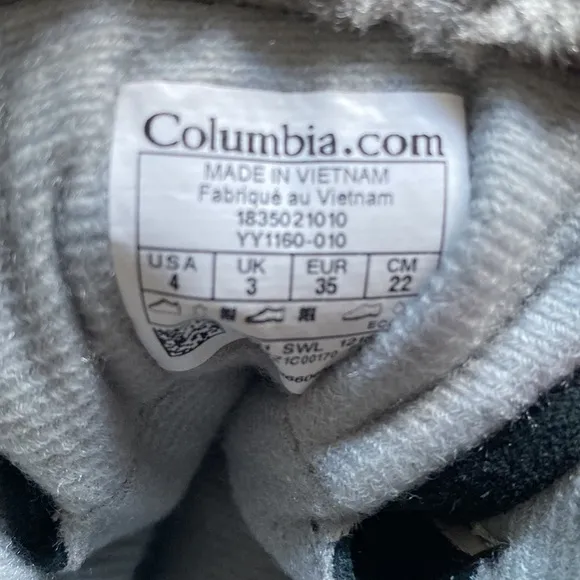 Columbia.com
MADE IN VIETNAM
Fabriqué au Vietnam
1835021010
YY1160-010
USA UK EUR CM
4 3 35 22
SWL
1C00170